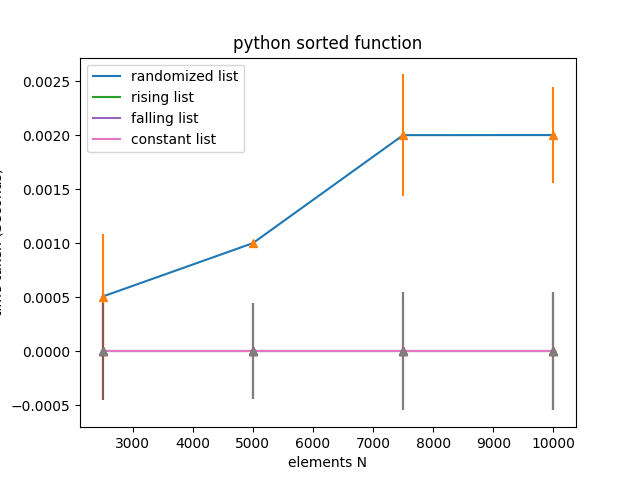 python sorted function
randomized list
rising list
falling list
constant list
0.0025
0.0020
0.0015
0.0010
0.0005
0.0000
−0.0005
3000 4000 5000 6000 7000 8000 9000 10000
elements N